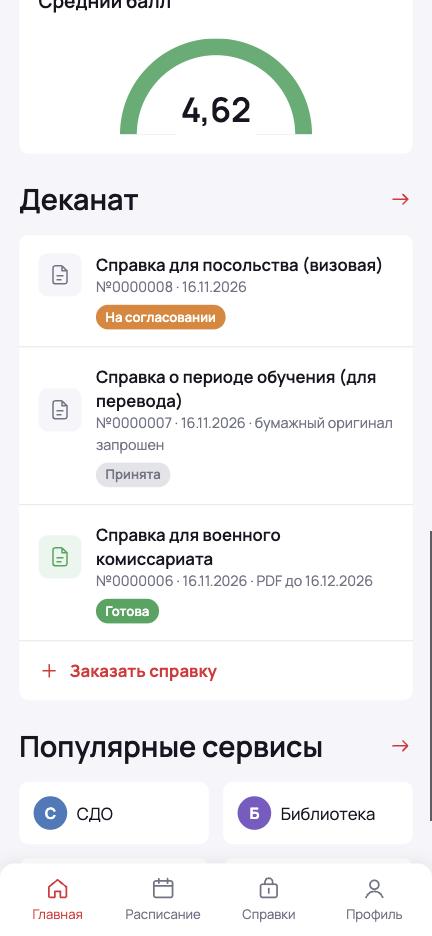 Средний балл
4,62
Деканат
Справка для посольства (визовая)
№0000008 · 16.11.2026
На согласовании
Справка о периоде обучения (для
перевода)
№0000007 · 16.11.2026 · бумажный оригинал
запрошен
Принята
Справка для военного
комиссариата
№0000006 · 16.11.2026 · PDF до 16.12.2026
Готова
Заказать справку
Популярные сервисы
С СДО
Б Библиотека
Главная
Расписание
Справки
Профиль